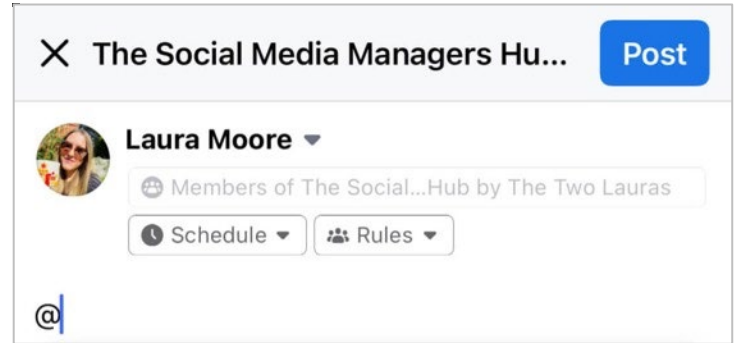 The Social Media Managers Hu...
Post
Laura Moore
Members of The Social...Hub by The Two Lauras
Schedule
Rules
@